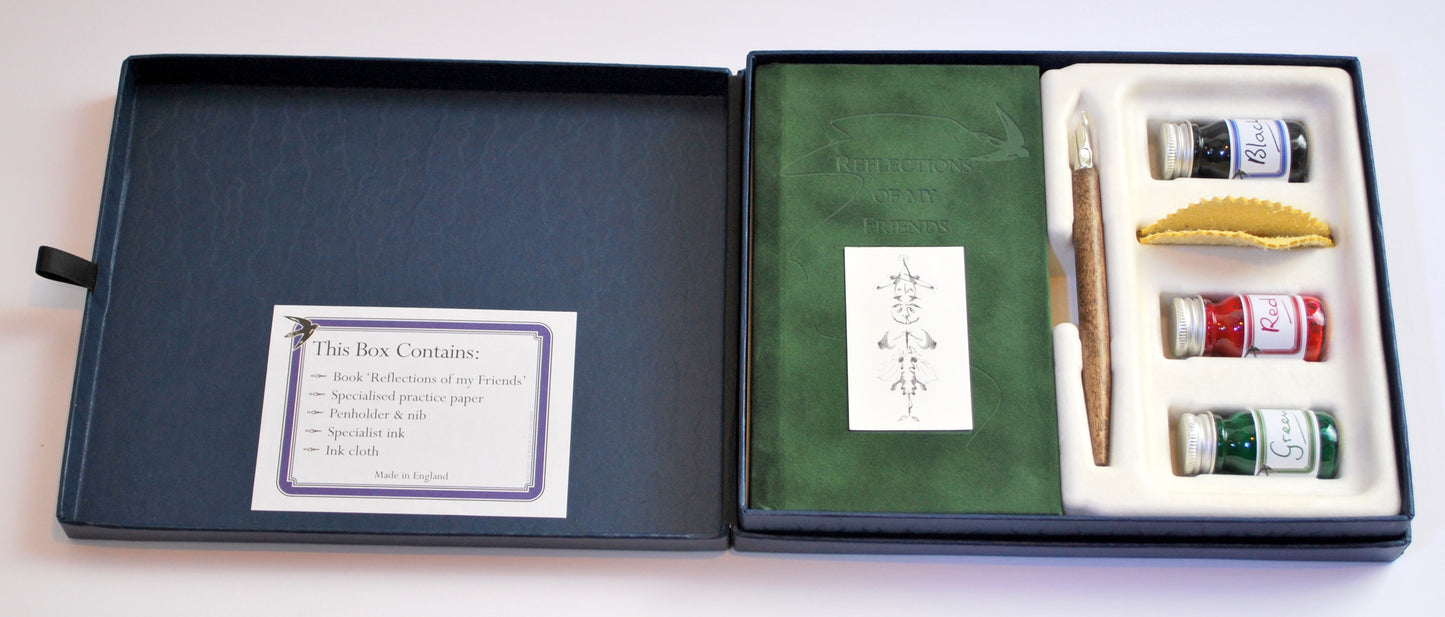 This Box Contains:
Book ‘Reflections of my Friends’
Specialised practice paper
Penholder & nib
Specialist ink
Ink cloth
Made in England
REFLECTIONS
OF MY
FRIENDS
Black
Red
Green